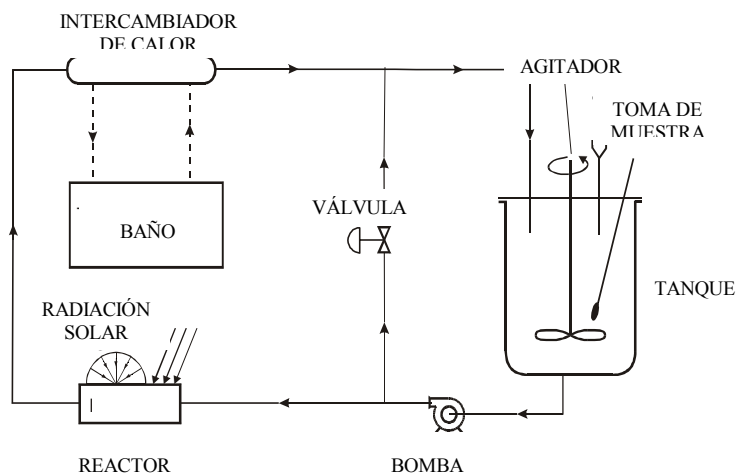 INTERCAMBIADOR
DE CALOR
AGITADOR
TOMA DE
MUESTRA
BAÑO
VÁLVULA
TANQUE
RADIACIÓN
SOLAR
REACTOR
BOMBA